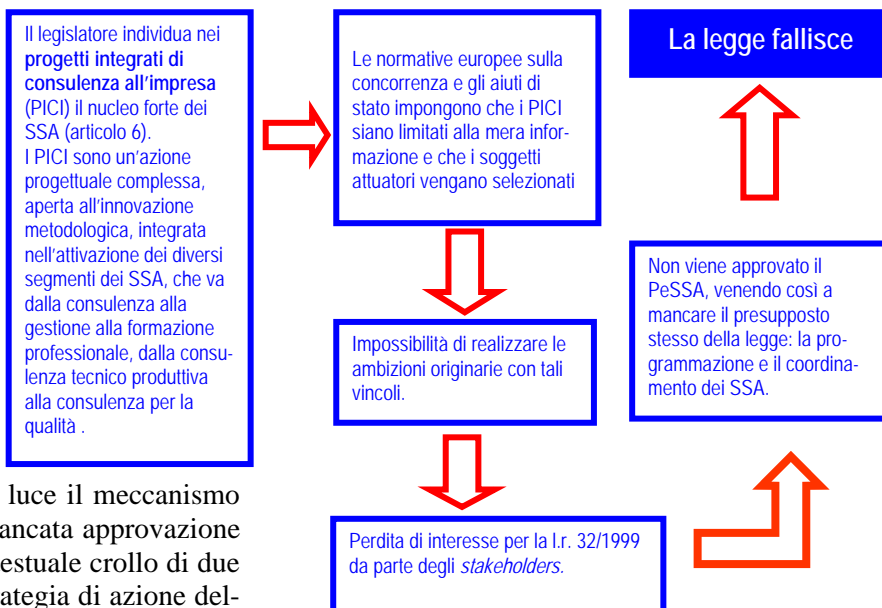 Il legislatore individua nei
progetti integrati di
consulenza all'impresa
(PICI) il nucleo forte dei
SSA (articolo 6).
I PICI sono un'azione
progettuale complessa,
aperta all'innovazione
metodologica, integrata
nell'attivazione dei diversi
segmenti dei SSA, che va
dalla consulenza alla
gestione alla formazione
professionale, dalla consu-
lenza tecnico produttiva
alla consulenza per la
qualità .
Le normative europee sulla
concorrenza e gli aiuti di
stato impongono che i PICI
siano limitati alla mera infor-
mazione e che i soggetti
attuatori vengano selezionati
Impossibilità di realizzare le
ambizioni originarie con tali
vincoli.
Perdita di interesse per la l.r. 32/1999
da parte degli stakeholders.
Non viene approvato il
PeSSA, venendo così a
mancare il presupposto
stesso della legge: la pro-
grammazione e il coordina-
mento dei SSA.
La legge fallisce
luce il meccanismo
ancata approvazione
estuale crollo di due
ategia di azione del-